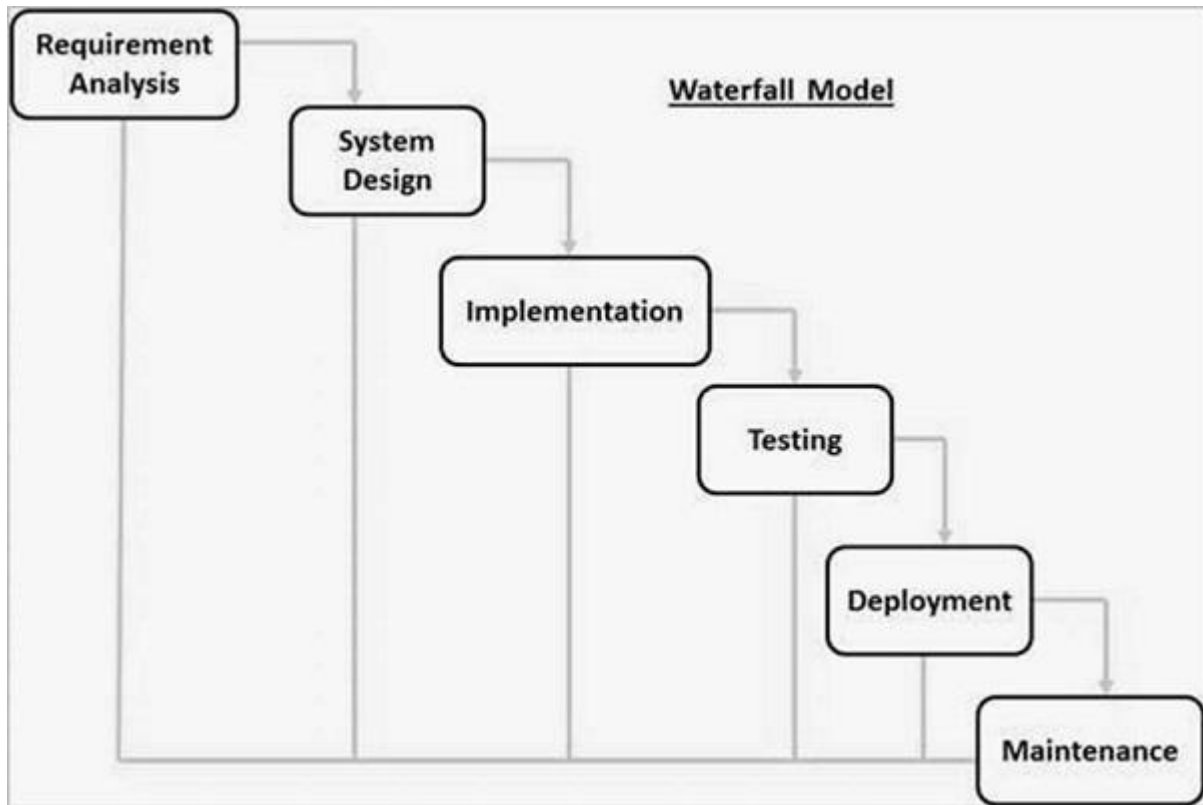 Requirement
Analysis
Waterfall Model
System
Design
Implementation
Testing
Deployment
Maintenance